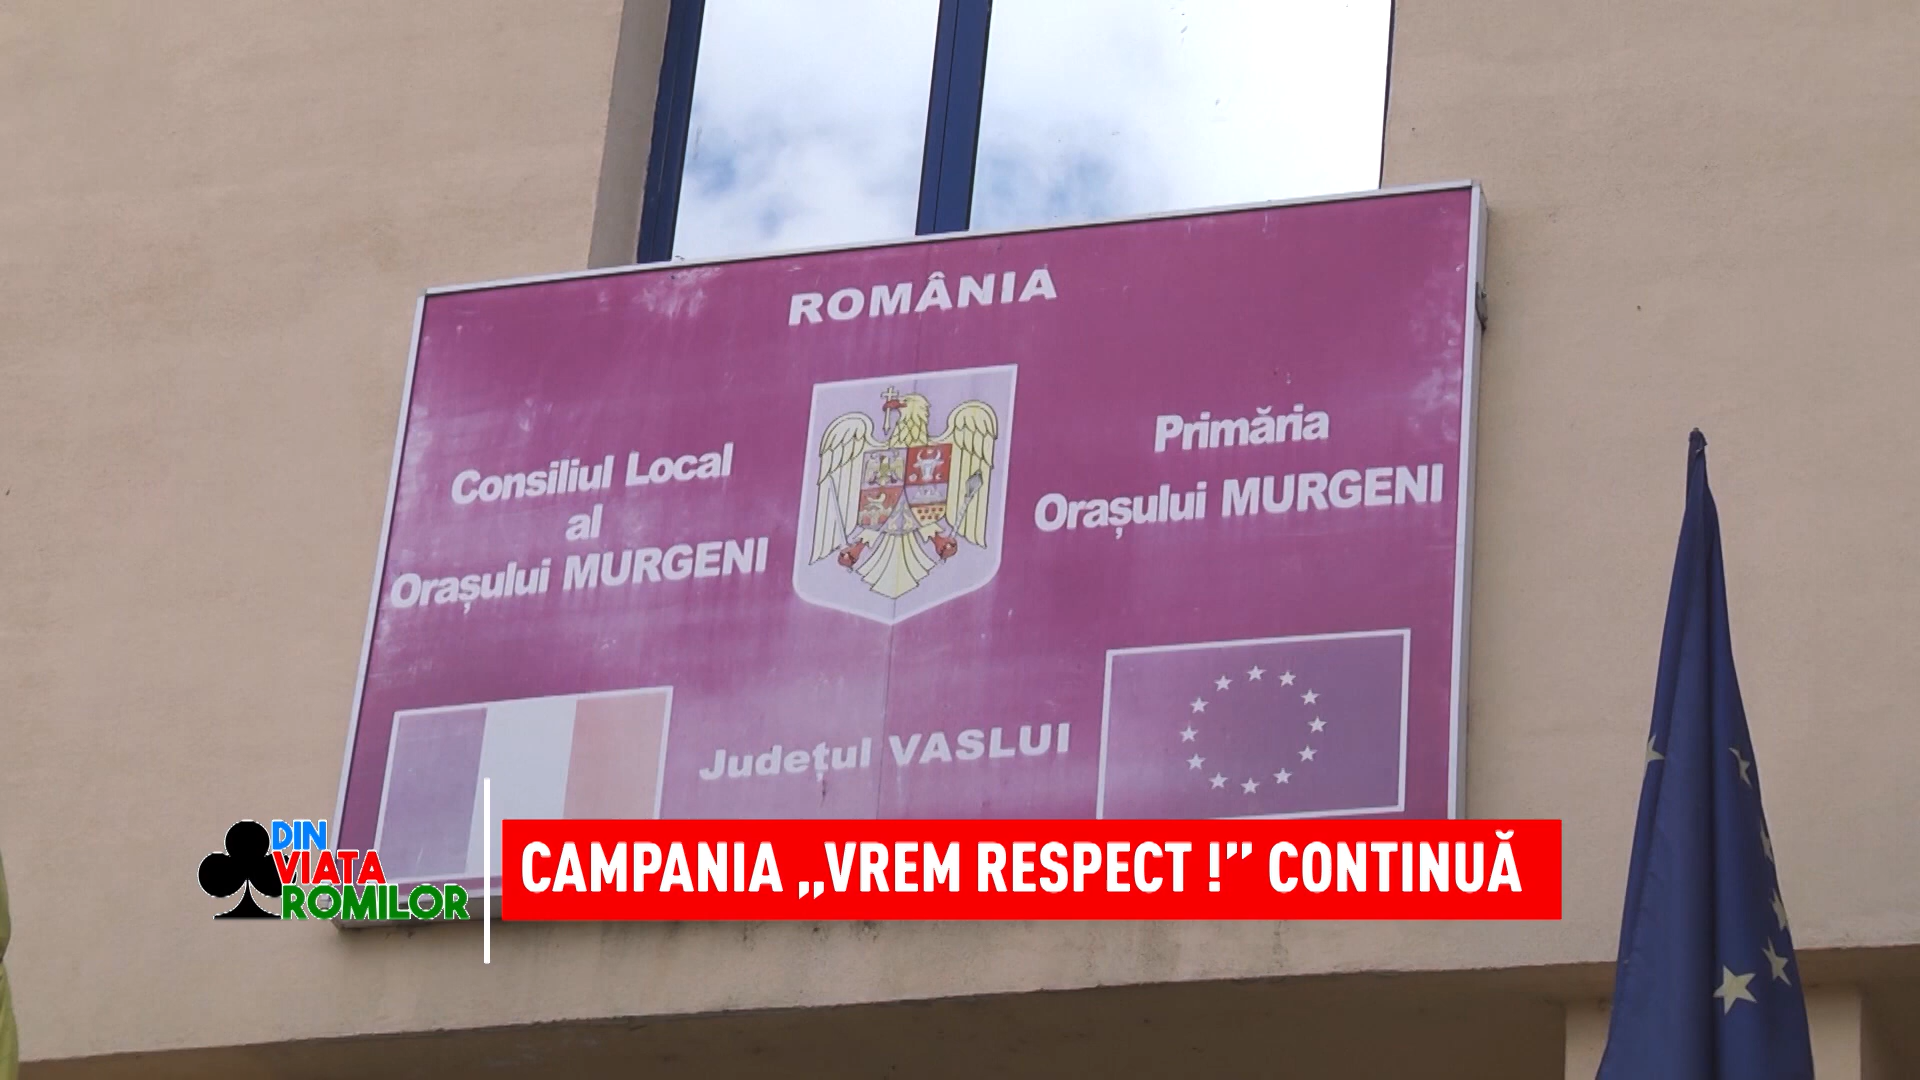 ROMÂNIA
Consiliul Local
al
Orașului MURGENI
Primăria
Orașului MURGENI
Județul VASLUI
DIN
VIATA
ROMILOR
CAMPANIA „VREM RESPECT !” CONTINUĂ